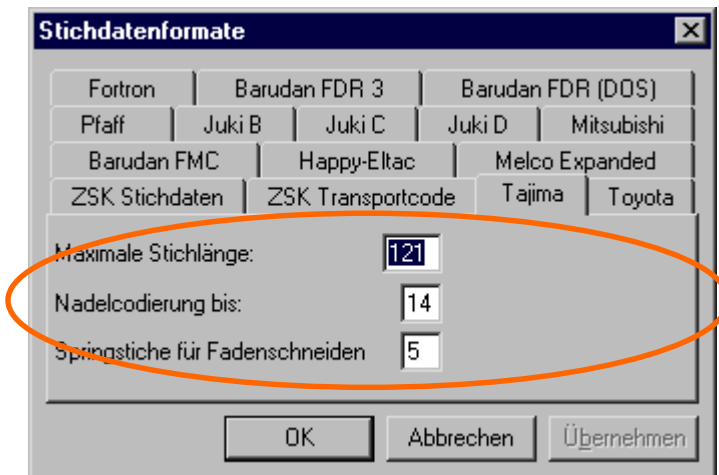 Stichdatenformate
Fortron Barudan FDR 3 Barudan FDR (DOS)
Pfaff Juki B Juki C Juki D Mitsubishi
Barudan FMC Happy-Eltac Melco Expanded
ZSK Stichdaten ZSK Transportcode Tajima Toyota
Maximale Stichlänge: 121
Nadelcodierung bis: 14
Springstiche für Fadenschneiden 5
OK Abbrechen Übernehmen